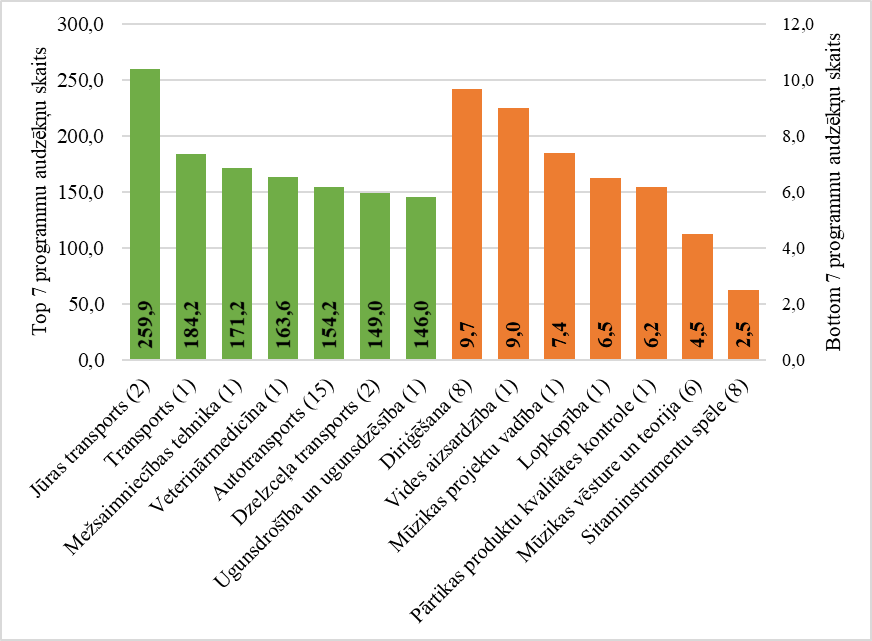 Top 7 programmu audzēkņu skaits
300,0
250,0
200,0
150,0
100,0
50,0
0,0
12,0
10,0
8,0
6,0
4,0
2,0
0,0
Bottom 7 programmu audzēkņu skaits
259,9
184,2
171,2
163,6
154,2
149,0
146,0
9,7
9,0
7,4
6,5
6,2
4,5
2,5
Jūras transports (2)
Transports (1)
Mežsaimniecības tehnika (1)
Veterinārmedicīna (1)
Autotransports (15)
Dzelzceļa transports (2)
Ugunsdrošība un ugunsdzēsība (1)
Diriģēšana (8)
Vides aizsardzība (1)
Mūzikas projektu vadība (1)
Lopkopība (1)
Pārtikas produktu kvalitātes kontrole (1)
Mūzikas vēsture un teorija (6)
Sitaminstrumentu spēle (8)